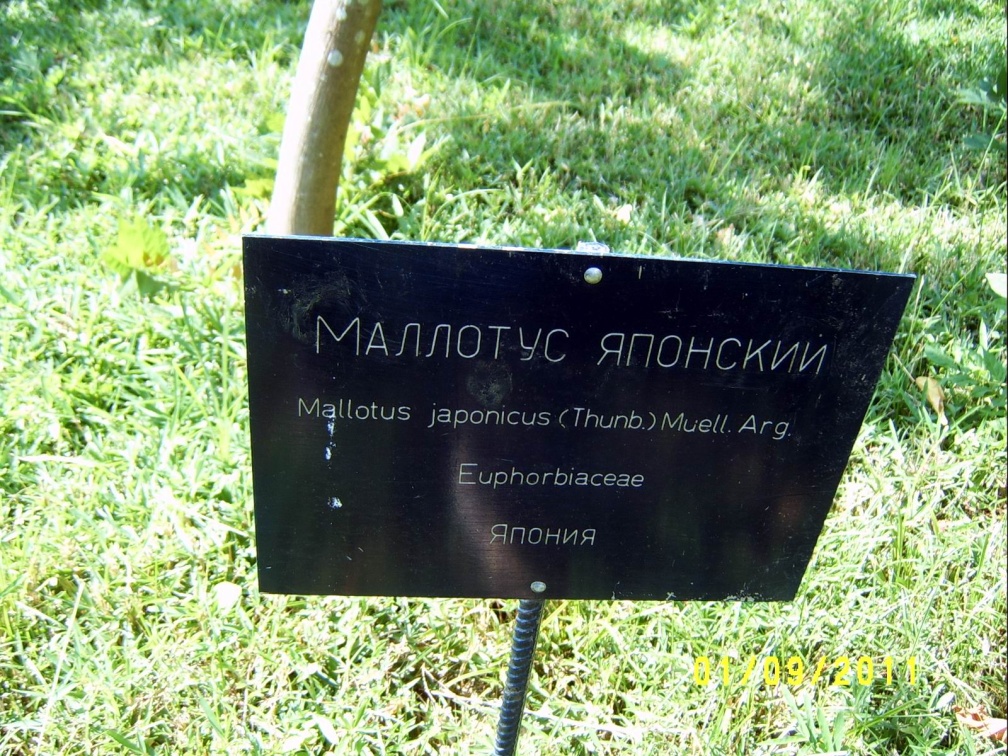 Маллотус японский
Mallotus japonicus (Thunb.) Muell. Arg.
Euphorbiaceae
Япония
01/09/2011